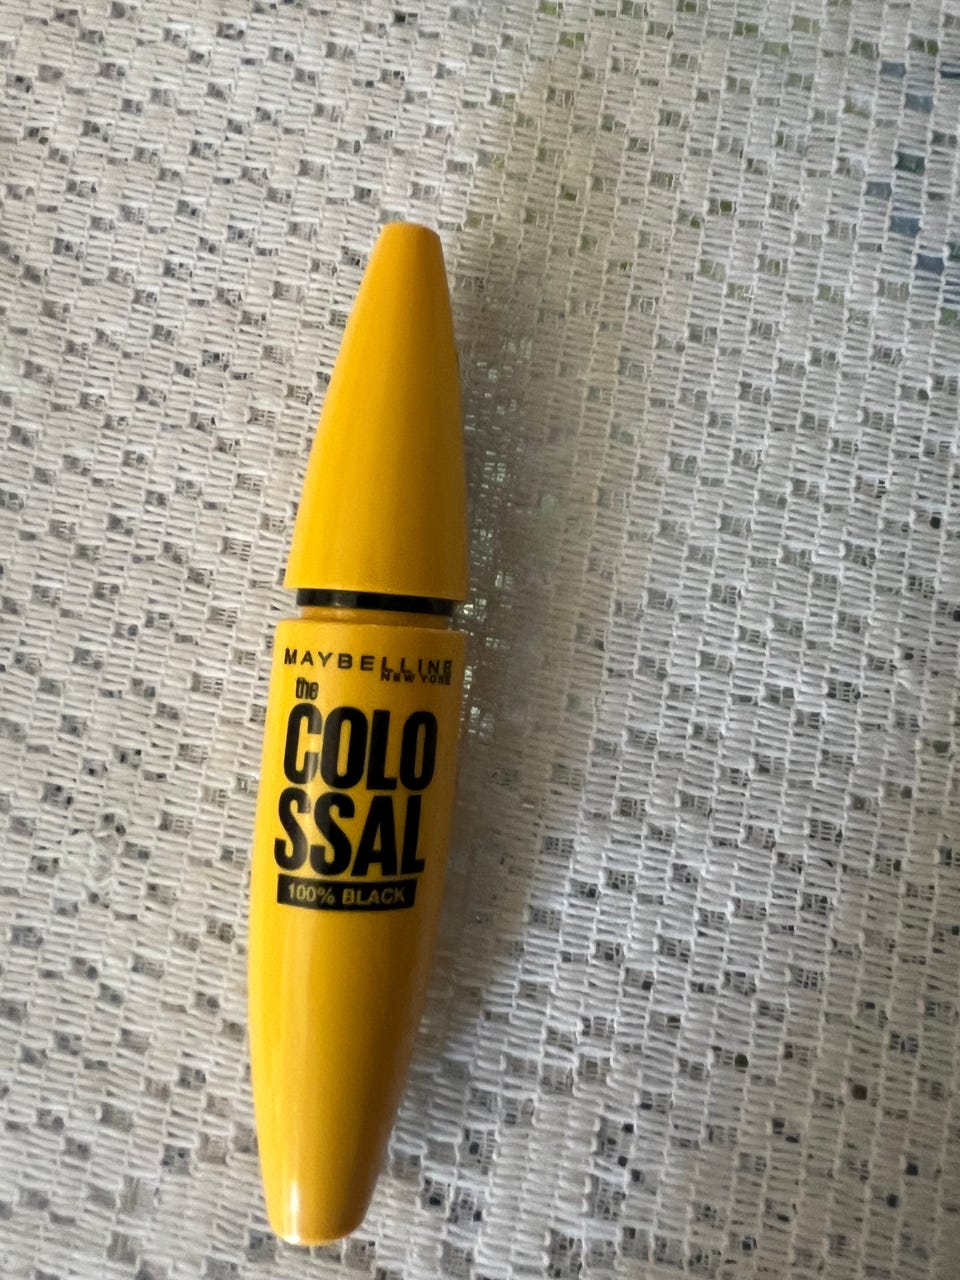 MAYBELLINE
NEW YORK
the
COLO
SSAL
100% BLACK